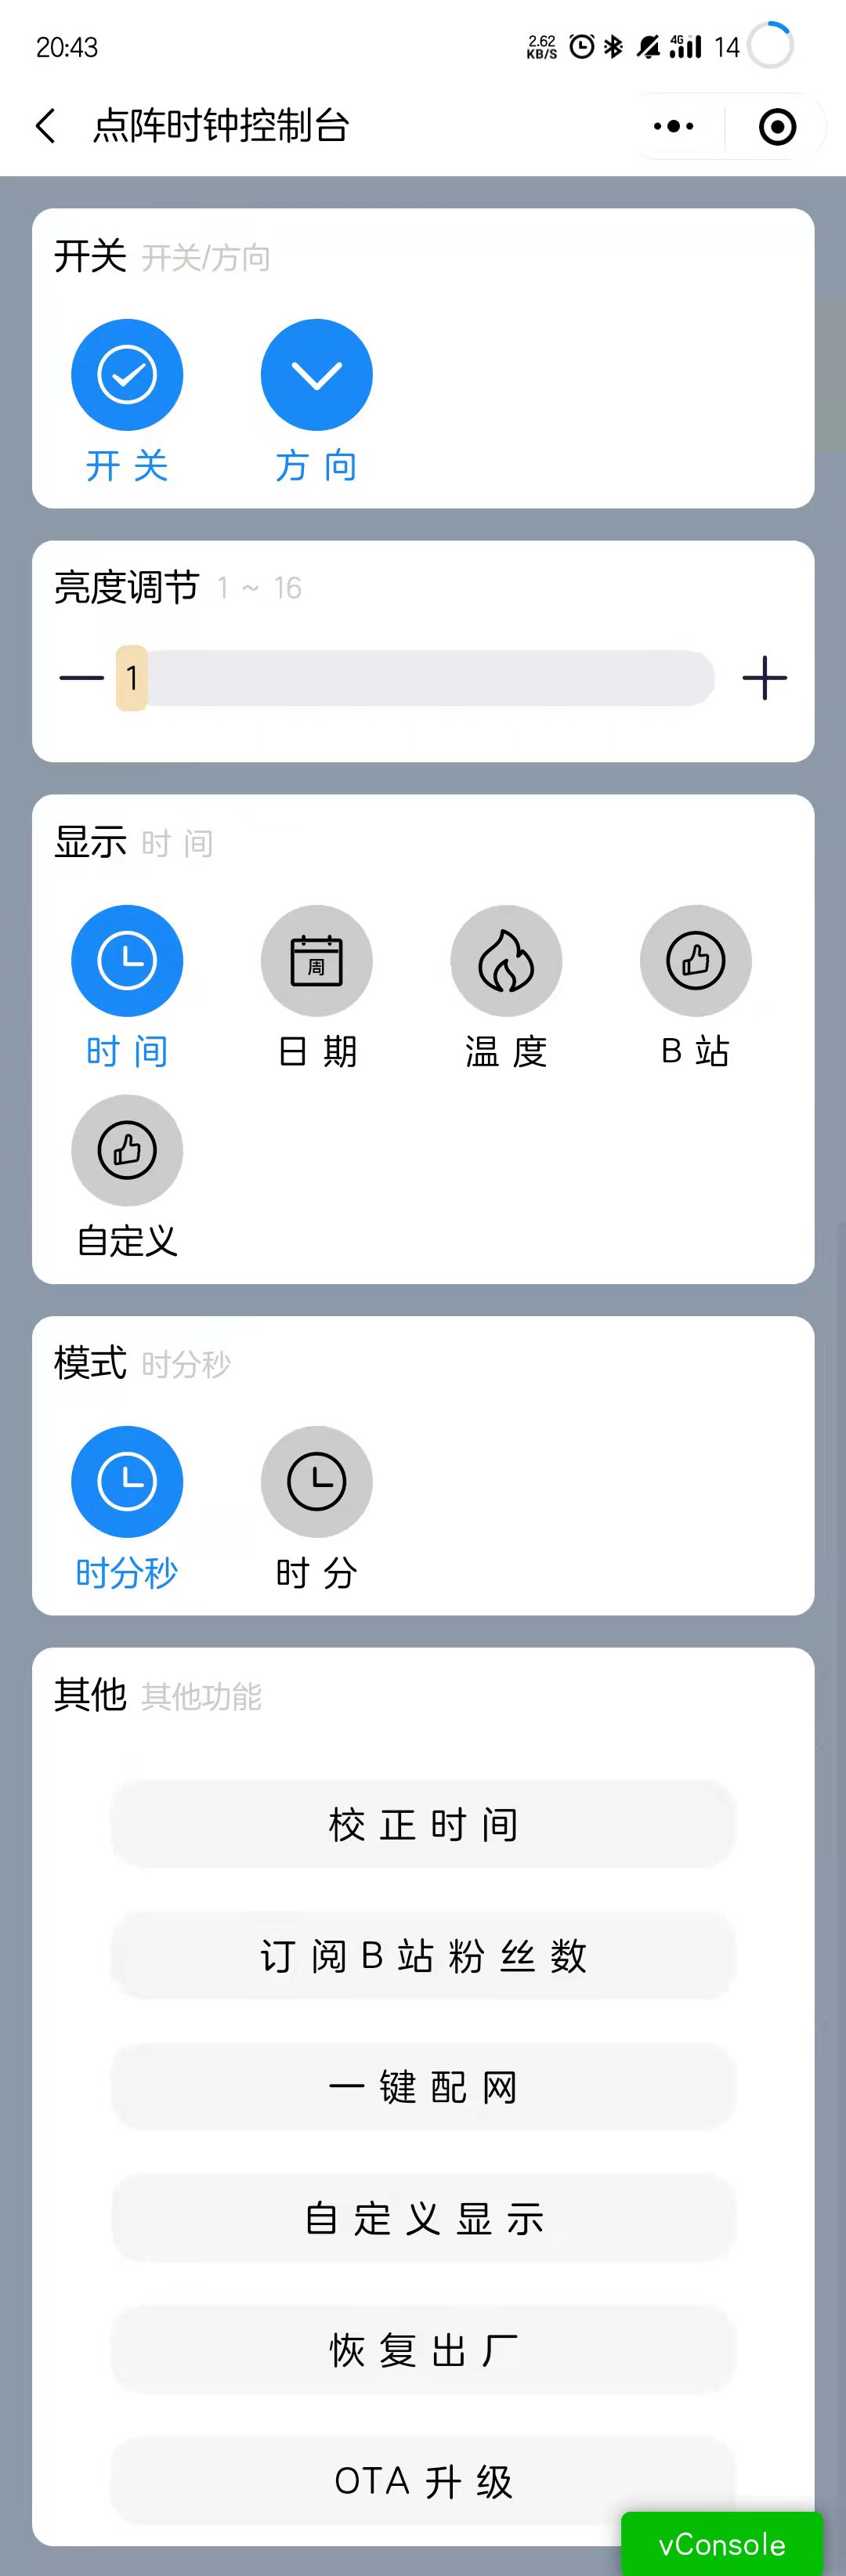 20:43 2.62 KB/S 4G 14
点阵时钟控制台
开关 开关/方向
开 关 方 向
亮度调节 1 ~ 16
1
显示 时 间
周
时 间 日 期 温 度 B 站
自定义
模式 时分秒
时分秒 时 分
其他 其他功能
校 正 时 间
订 阅 B 站 粉 丝 数
一 键 配 网
自 定 义 显 示
恢 复 出 厂
OTA 升 级
vConsole